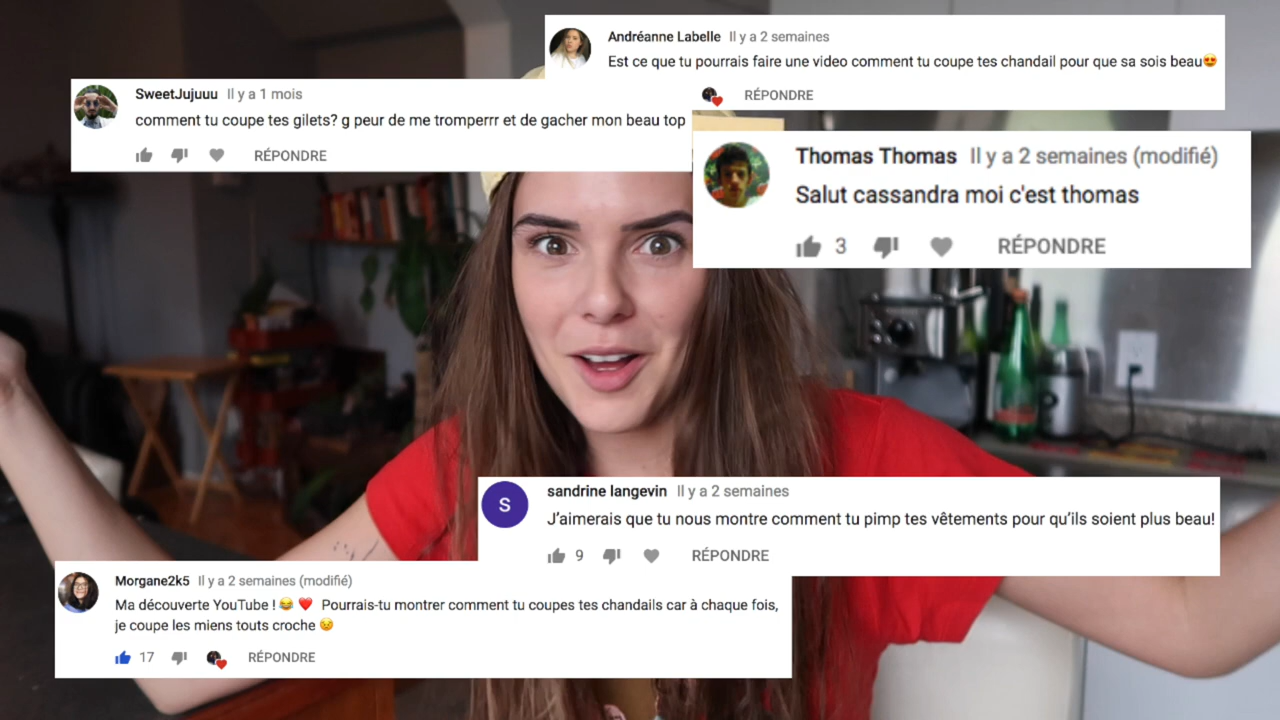 Andréanne Labelle Il y a 2 semaines
Est ce que tu pourrais faire une video comment tu coupe tes chandail pour que sa sois beau😍
RÉPONDRE
SweetJujuuu Il y a 1 mois
comment tu coupe tes gilets? g peur de me tromperrr et de gacher mon beau top
RÉPONDRE
Thomas Thomas Il y a 2 semaines (modifié)
Salut cassandra moi c'est thomas
3 RÉPONDRE
S
sandrine langevin Il y a 2 semaines
J'aimerais que tu nous montre comment tu pimp tes vêtements pour qu'ils soient plus beau!
9 RÉPONDRE
Morgane2k5 Il y a 2 semaines (modifié)
Ma découverte YouTube ! 😂 ❤️ Pourrais-tu montrer comment tu coupes tes chandails car à chaque fois,
je coupe les miens touts croche 😣
17 RÉPONDRE